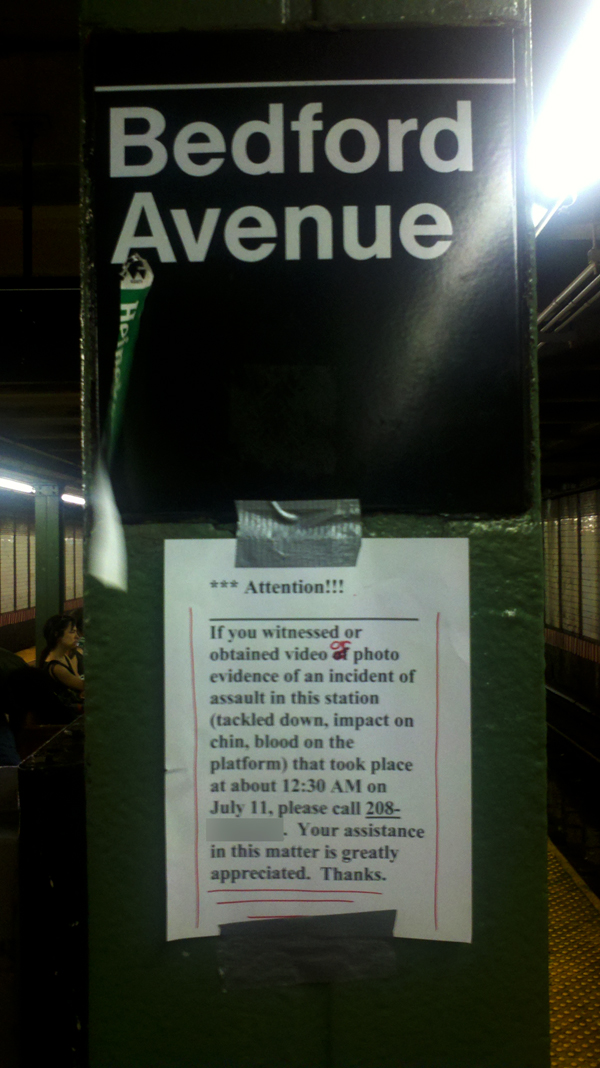 Bedford
Avenue
*** Attention!!!
If you witnessed or
obtained video or photo
evidence of an incident of
assault in this station
(tackled down, impact on
chin, blood on the
platform) that took place
at about 12:30 AM on
July 11, please call 208-
. Your assistance
in this matter is greatly
appreciated. Thanks.